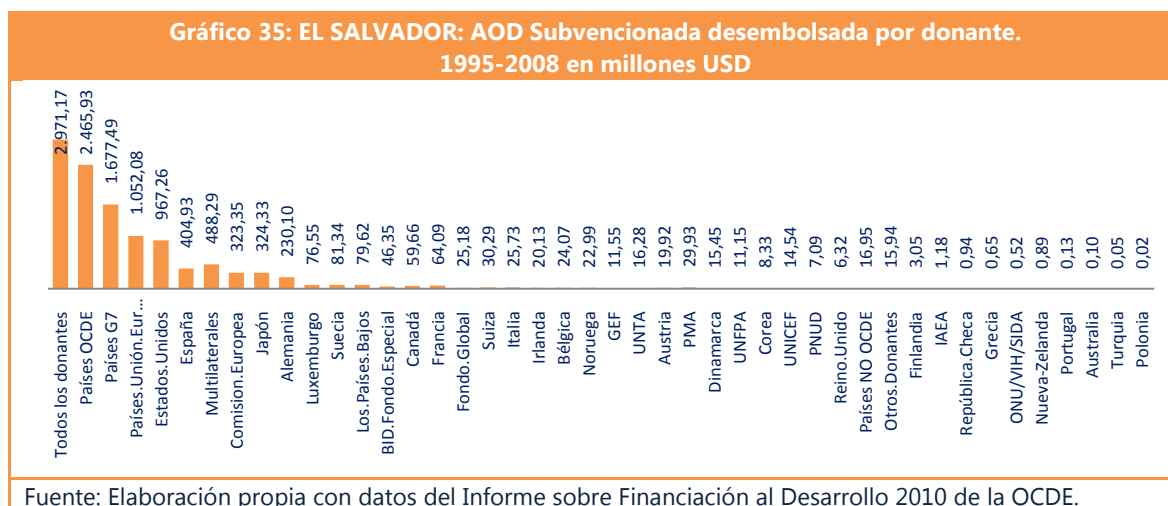 Gráfico 35: EL SALVADOR: AOD Subvencionada desembolsada por donante.
1995-2008 en millones USD
2.971,17
2.465,93
1.677,49
1.052,08
967,26
404,93
488,29
323,35
324,33
230,10
76,55
81,34
79,62
46,35
59,66
64,09
25,18
30,29
25,73
20,13
24,07
22,99
11,55
16,28
19,92
29,93
15,45
11,15
8,33
14,54
7,09
6,32
16,95
15,94
3,05
1,18
0,94
0,65
0,52
0,89
0,13
0,10
0,05
0,02
Todos los donantes
Países OCDE
Países G7
Países.Unión.Eur...
Estados.Unidos
España
Multilaterales
Comision.Europea
Japón
Alemania
Luxemburgo
Suecia
Los.Países.Bajos
BID.Fondo.Especial
Canadá
Francia
Fondo.Global
Suiza
Italia
Irlanda
Bélgica
Noruega
GEF
UNTA
Austria
PMA
Dinamarca
UNFPA
Corea
UNICEF
PNUD
Reino.Unido
Países NO OCDE
Otros.Donantes
Finlandia
IAEA
República.Checa
Grecia
ONU/VIH/SIDA
Nueva-Zelanda
Portugal
Australia
Turquia
Polonia
Fuente: Elaboración propia con datos del Informe sobre Financiación al Desarrollo 2010 de la OCDE.